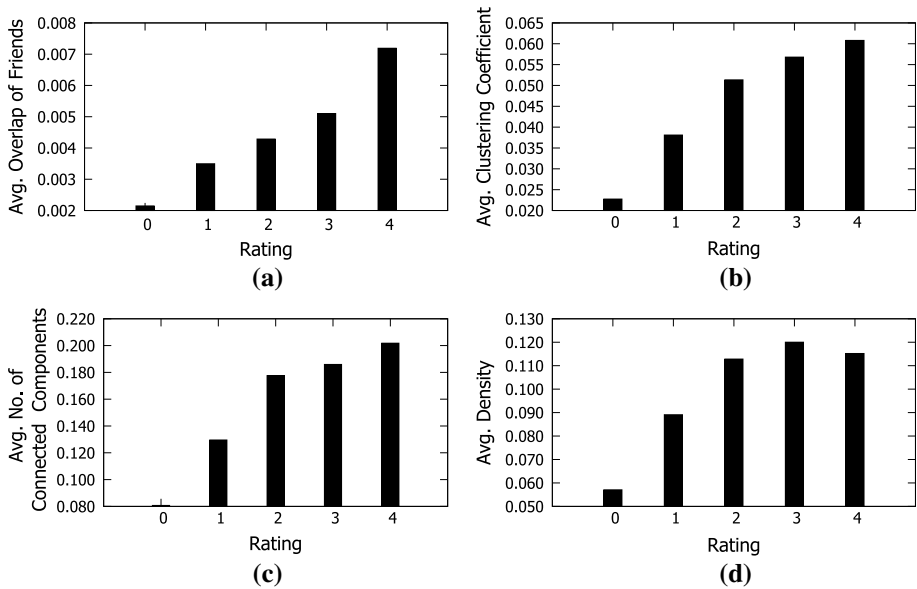 Avg. Overlap of Friends
0.008
0.007
0.006
0.005
0.004
0.003
0.002
0 1 2 3 4
Rating
(a)
Avg. Clustering Coefficient
0.065
0.060
0.055
0.050
0.045
0.040
0.035
0.030
0.025
0.020
0 1 2 3 4
Rating
(b)
Avg. No. of
Connected Components
0.220
0.200
0.180
0.160
0.140
0.120
0.100
0.080
0 1 2 3 4
Rating
(c)
Avg. Density
0.130
0.120
0.110
0.100
0.090
0.080
0.070
0.060
0.050
0 1 2 3 4
Rating
(d)